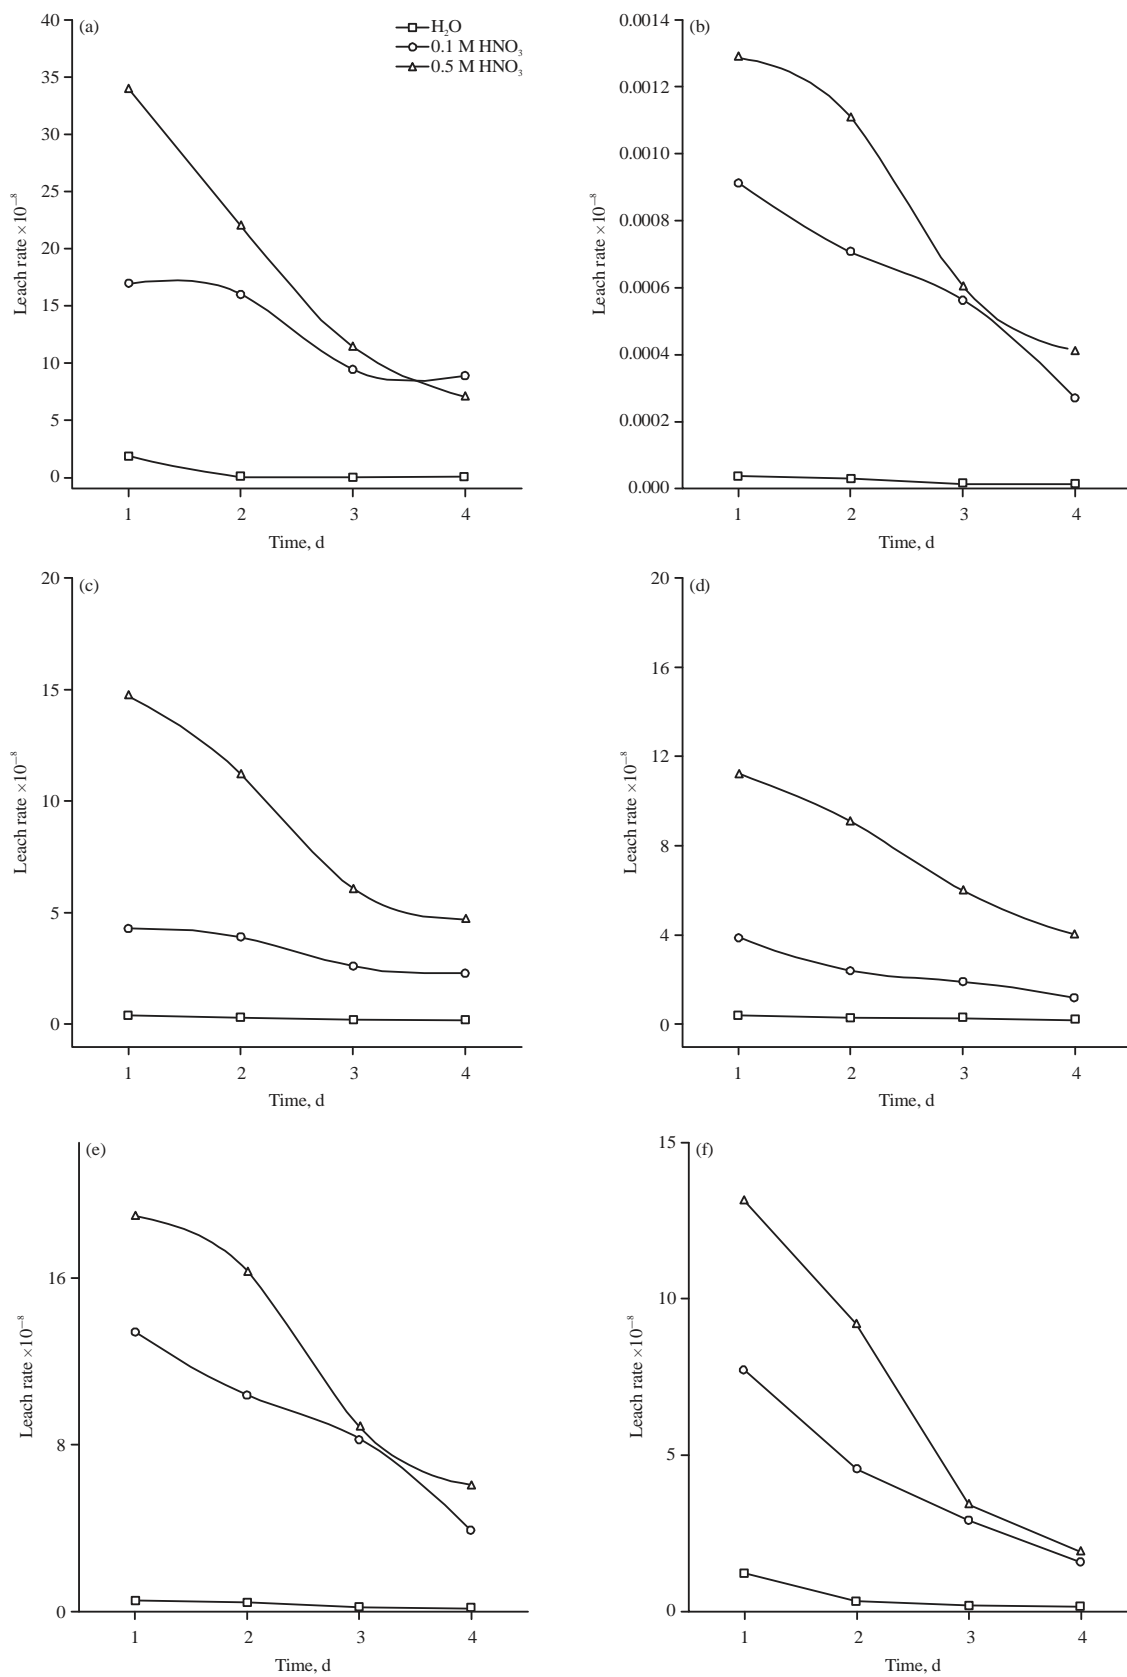 (a)
H₂O
0.1 M HNO₃
0.5 M HNO₃
40
35
30
25
20
15
10
5
0
Leach rate ×10⁻⁸
1 2 3 4
Time, d
(b)
0.0014
0.0012
0.0010
0.0008
0.0006
0.0004
0.0002
0.000
Leach rate ×10⁻⁸
1 2 3 4
Time, d
(c)
20
15
10
5
0
Leach rate ×10⁻⁸
1 2 3 4
Time, d
(d)
20
16
12
8
4
0
Leach rate ×10⁻⁸
1 2 3 4
Time, d
(e)
16
8
0
Leach rate ×10⁻⁸
1 2 3 4
Time, d
(f)
15
10
5
0
Leach rate ×10⁻⁸
1 2 3 4
Time, d